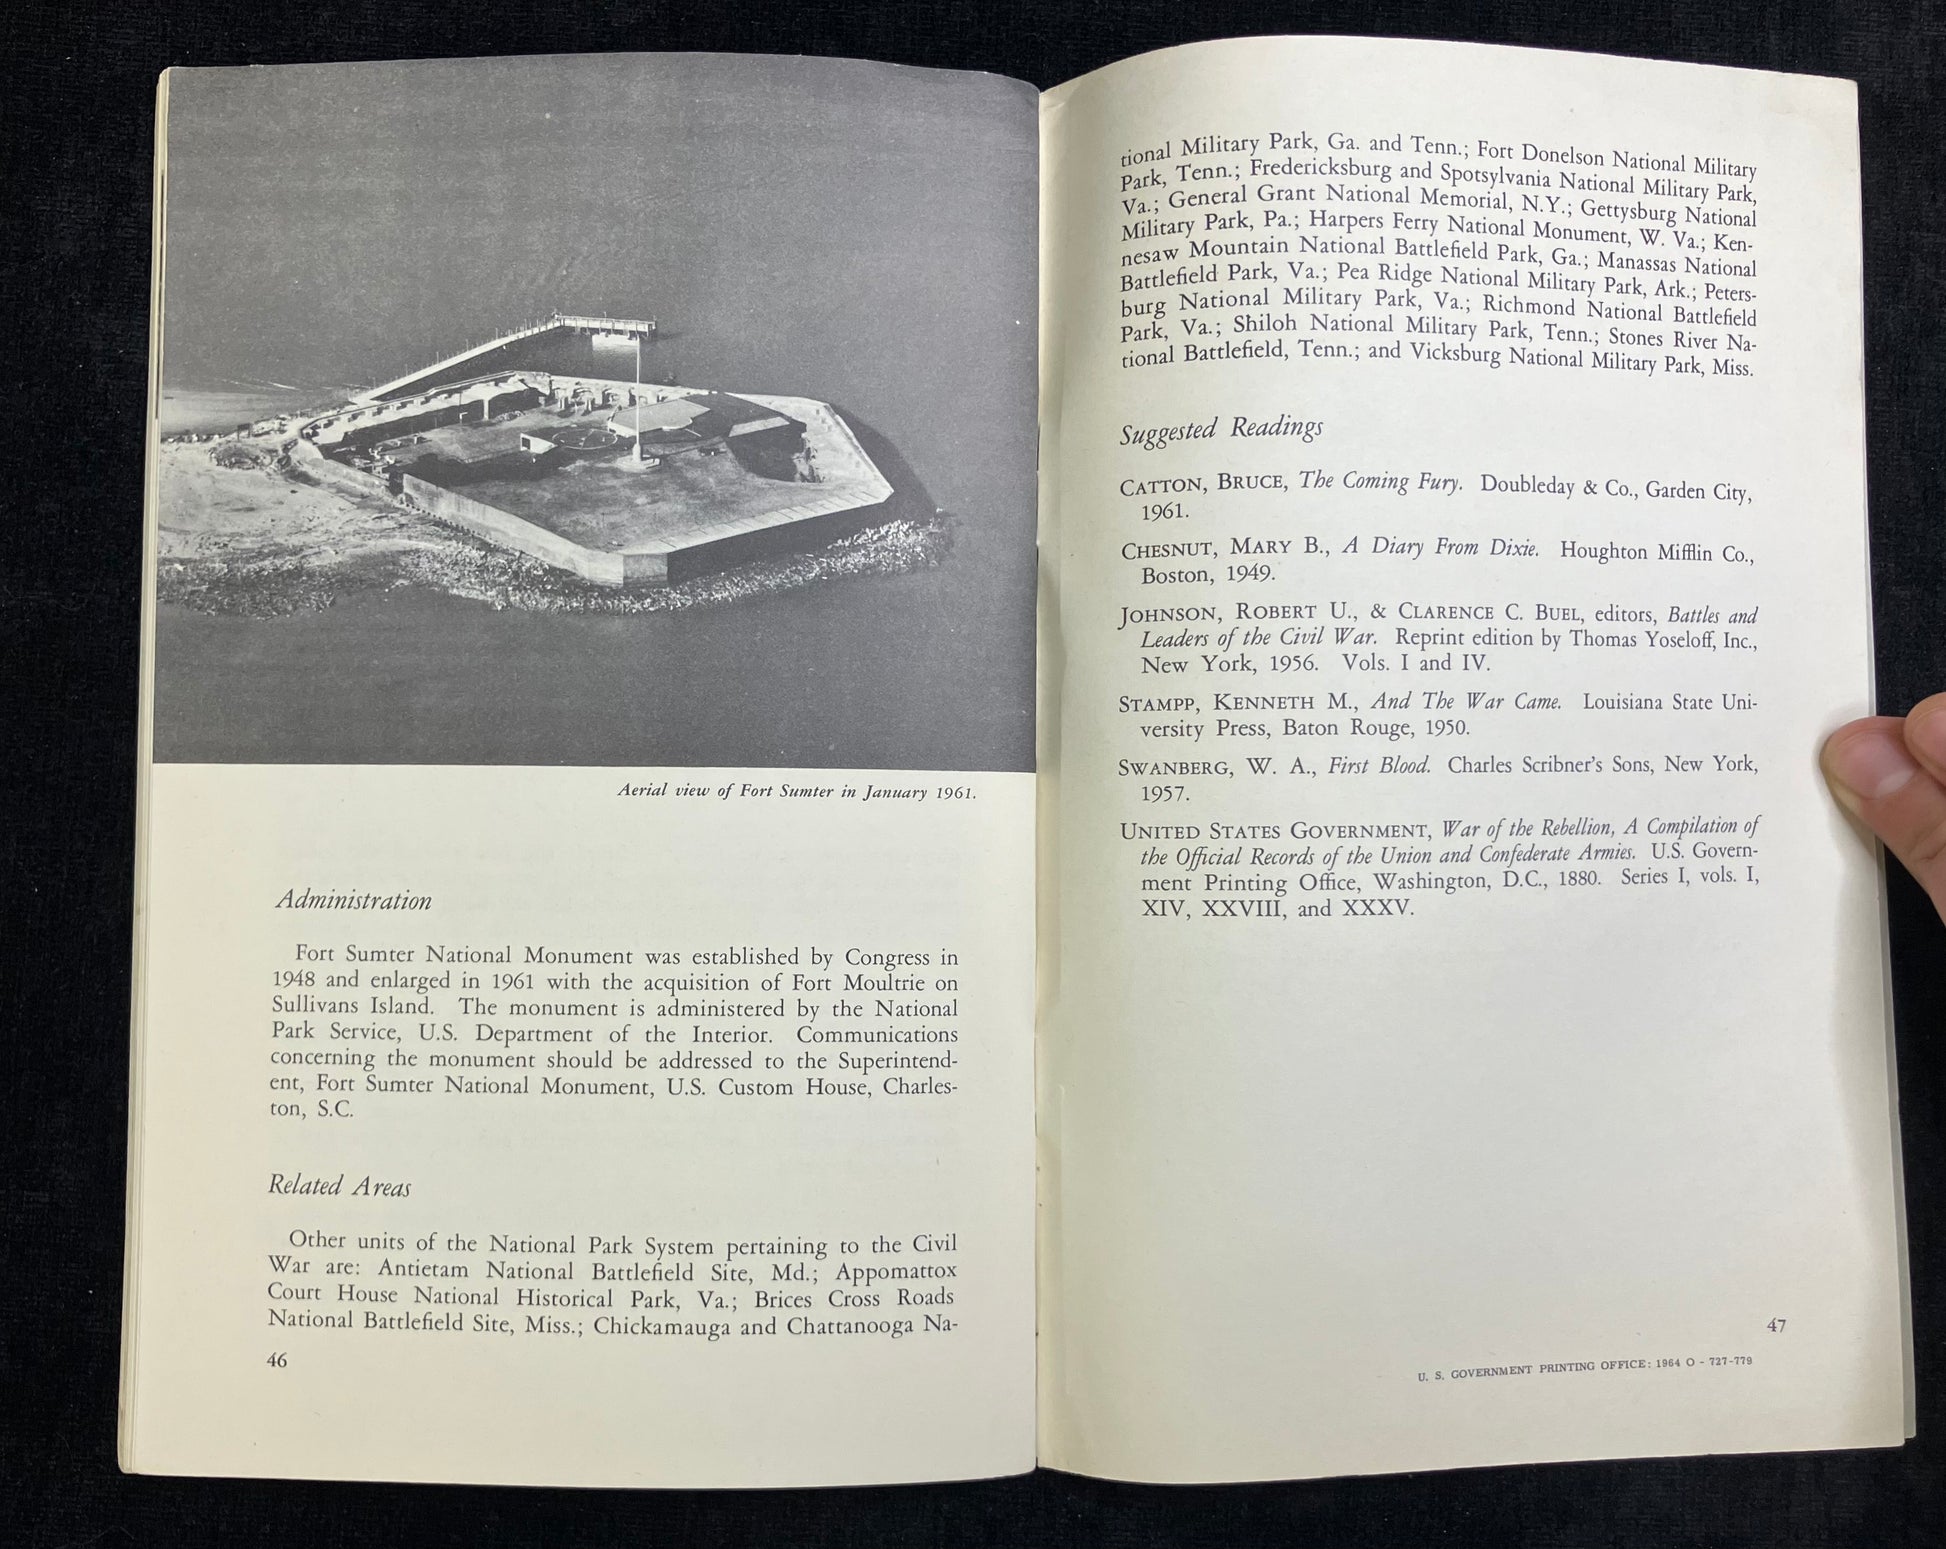 Aerial view of Fort Sumter in January 1961.
Administration
Fort Sumter National Monument was established by Congress in
1948 and enlarged in 1961 with the acquisition of Fort Moultrie on
Sullivans Island. The monument is administered by the National
Park Service, U.S. Department of the Interior. Communications
concerning the monument should be addressed to the Superintend-
ent, Fort Sumter National Monument, U.S. Custom House, Charles-
ton, S.C.
Related Areas
Other units of the National Park System pertaining to the Civil
War are: Antietam National Battlefield Site, Md.; Appomattox
Court House National Historical Park, Va.; Brices Cross Roads
National Battlefield Site, Miss.; Chickamauga and Chattanooga Na-
46
tional Military Park, Ga. and Tenn.; Fort Donelson National Military
Park, Tenn.; Fredericksburg and Spotsylvania National Military Park,
Va.; General Grant National Memorial, N.Y.; Gettysburg National
Military Park, Pa.; Harpers Ferry National Monument, W. Va.; Ken-
nesaw Mountain National Battlefield Park, Ga.; Manassas National
Battlefield Park, Va.; Pea Ridge National Military Park, Ark.; Peters-
burg National Military Park, Va.; Richmond National Battlefield
Park, Va.; Shiloh National Military Park, Tenn.; Stones River Na-
tional Battlefield, Tenn.; and Vicksburg National Military Park, Miss.
Suggested Readings
CATTON, BRUCE, The Coming Fury. Doubleday & Co., Garden City,
1961.
CHESNUT, MARY B., A Diary From Dixie. Houghton Mifflin Co.,
Boston, 1949.
JOHNSON, ROBERT U., & CLARENCE C. BUEL, editors, Battles and
Leaders of the Civil War. Reprint edition by Thomas Yoseloff, Inc.,
New York, 1956. Vols. I and IV.
STAMPP, KENNETH M., And The War Came. Louisiana State Uni-
versity Press, Baton Rouge, 1950.
SWANBERG, W. A., First Blood. Charles Scribner's Sons, New York,
1957.
UNITED STATES GOVERNMENT, War of the Rebellion, A Compilation of
the Official Records of the Union and Confederate Armies. U.S. Govern-
ment Printing Office, Washington, D.C., 1880. Series I, vols. I,
XIV, XXVIII, and XXXV.
47
U. S. GOVERNMENT PRINTING OFFICE: 1964 O - 727-779